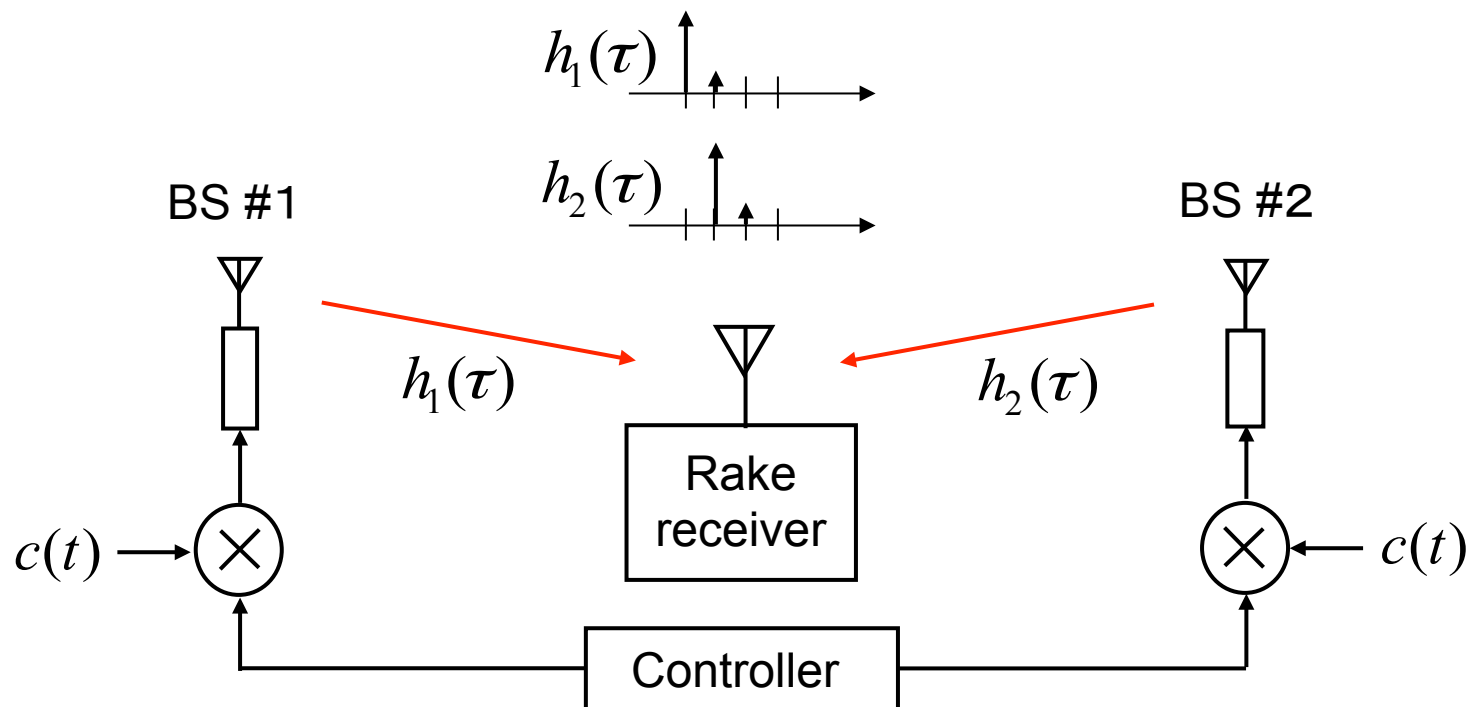 h₁(τ)
h₂(τ)
BS #1
BS #2
h₁(τ)
h₂(τ)
Rake
receiver
c(t)
c(t)
Controller